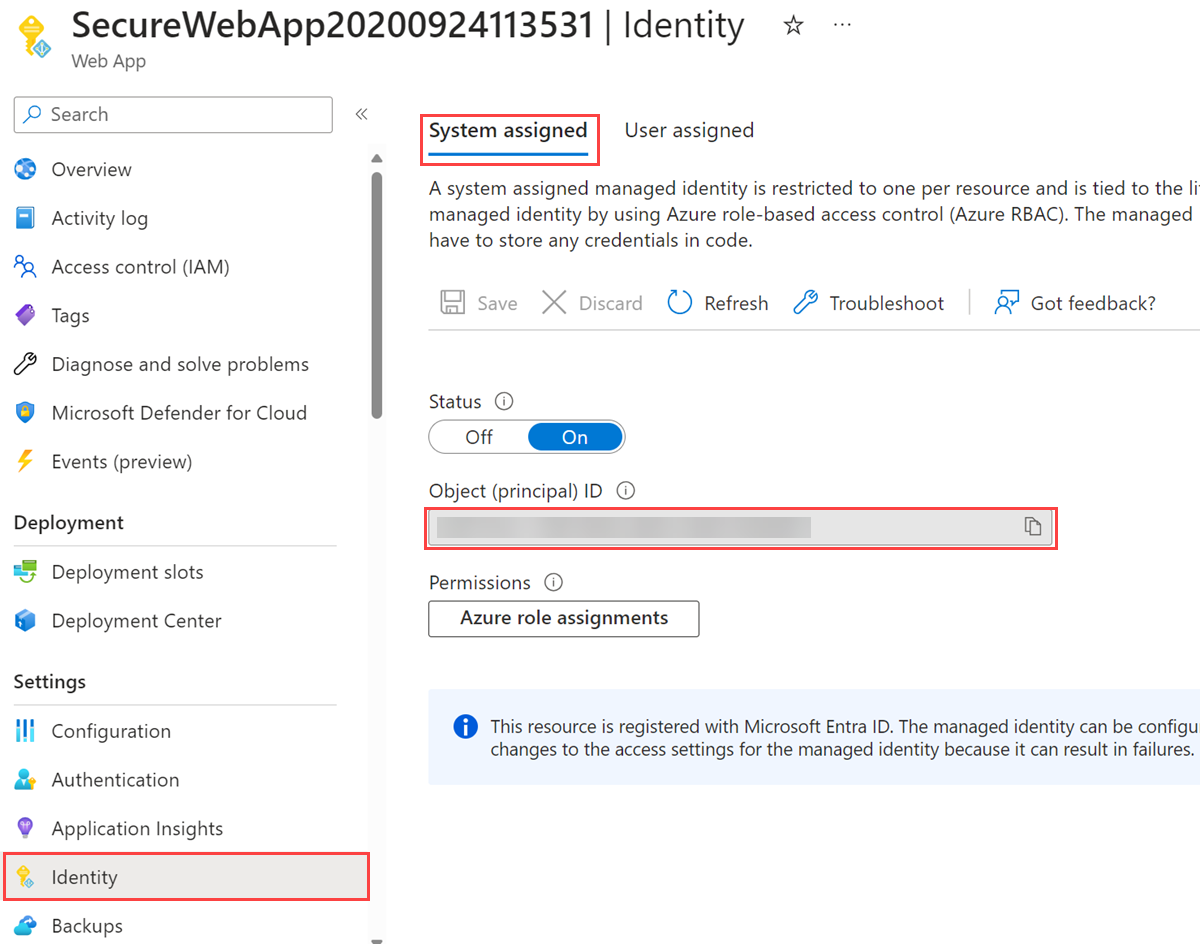 SecureWebApp20200924113531 | Identity
Web App
Search
Overview
Activity log
Access control (IAM)
Tags
Diagnose and solve problems
Microsoft Defender for Cloud
Events (preview)
Deployment
Deployment slots
Deployment Center
Settings
Configuration
Authentication
Application Insights
Identity
Backups
System assigned User assigned
A system assigned managed identity is restricted to one per resource and is tied to the
managed identity by using Azure role-based access control (Azure RBAC). The managed
have to store any credentials in code.
Save Discard Refresh Troubleshoot Got feedback?
Status
Off On
Object (principal) ID
Permissions
Azure role assignments
This resource is registered with Microsoft Entra ID. The managed identity can be
changes to the access settings for the managed identity because it can result in failures.